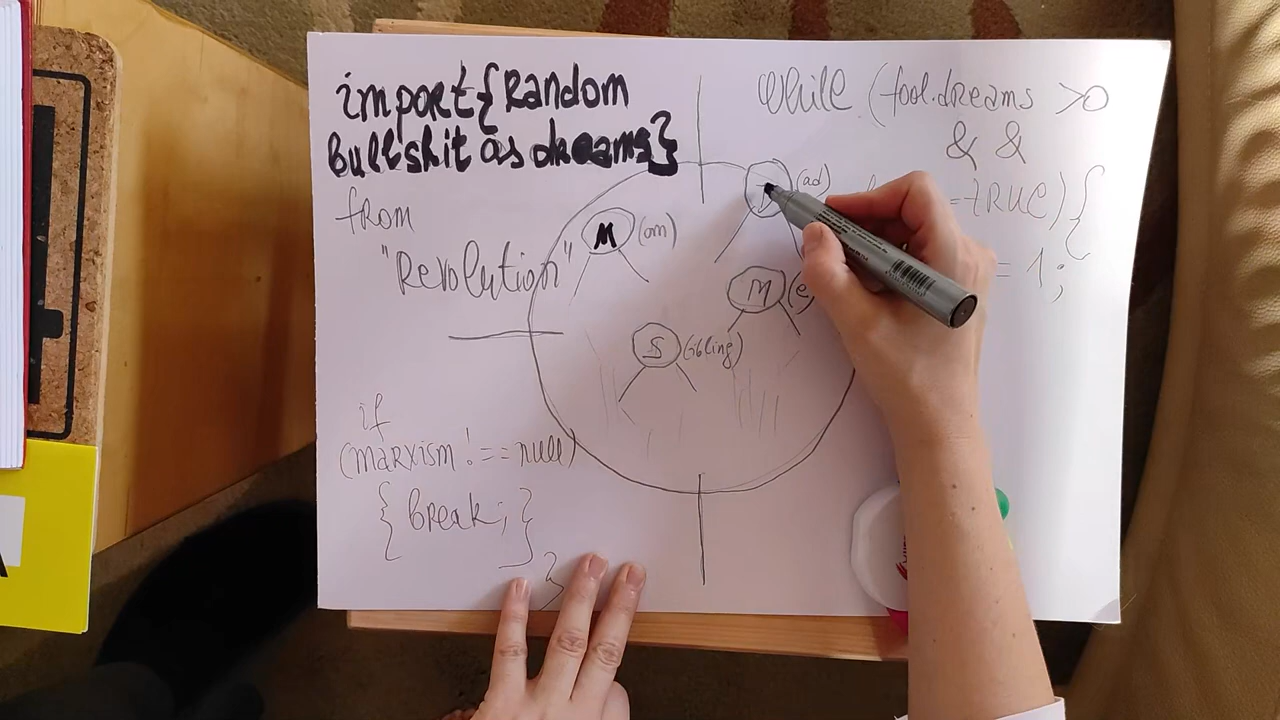 import{Random
Bullshit as dreams}
from
"Revolution"
while (fool.dreams >0
& &
=tRUE) {
= 1;
M (om)
(ad)
M (e
S (ibling)
if
(maRxism !== null)
{ break; }
}